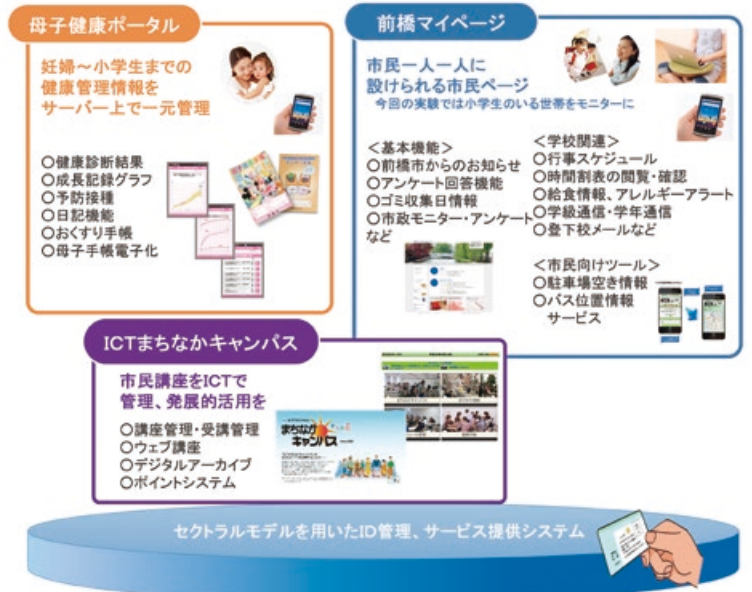 母子健康ポータル
妊婦～小学生までの
健康管理情報を
サーバー上で一元管理
○健康診断結果
○成長記録グラフ
○予防接種
○日記機能
○おくすり手帳
○母子手帳電子化
前橋マイページ
市民一人一人に
設けられる市民ページ
今回の実験では小学生のいる世帯をモニターに
＜基本機能＞
○前橋市からのお知らせ
○アンケート回答機能
○ゴミ収集日情報
○市政モニター・アンケート
など
＜学校関連＞
○行事スケジュール
○時間割表の閲覧・確認
○給食情報、アレルギーアラート
○学級通信・学年通信
○登下校メールなど
＜市民向けツール＞
○駐車場空き情報
○バス位置情報
サービス
ICTまちなかキャンパス
市民講座をICTで
管理、発展的活用を
○講座管理・受講管理
○ウェブ講座
○デジタルアーカイブ
○ポイントシステム
まちなか
キャンパス
セクトラルモデルを用いたID管理、サービス提供システム